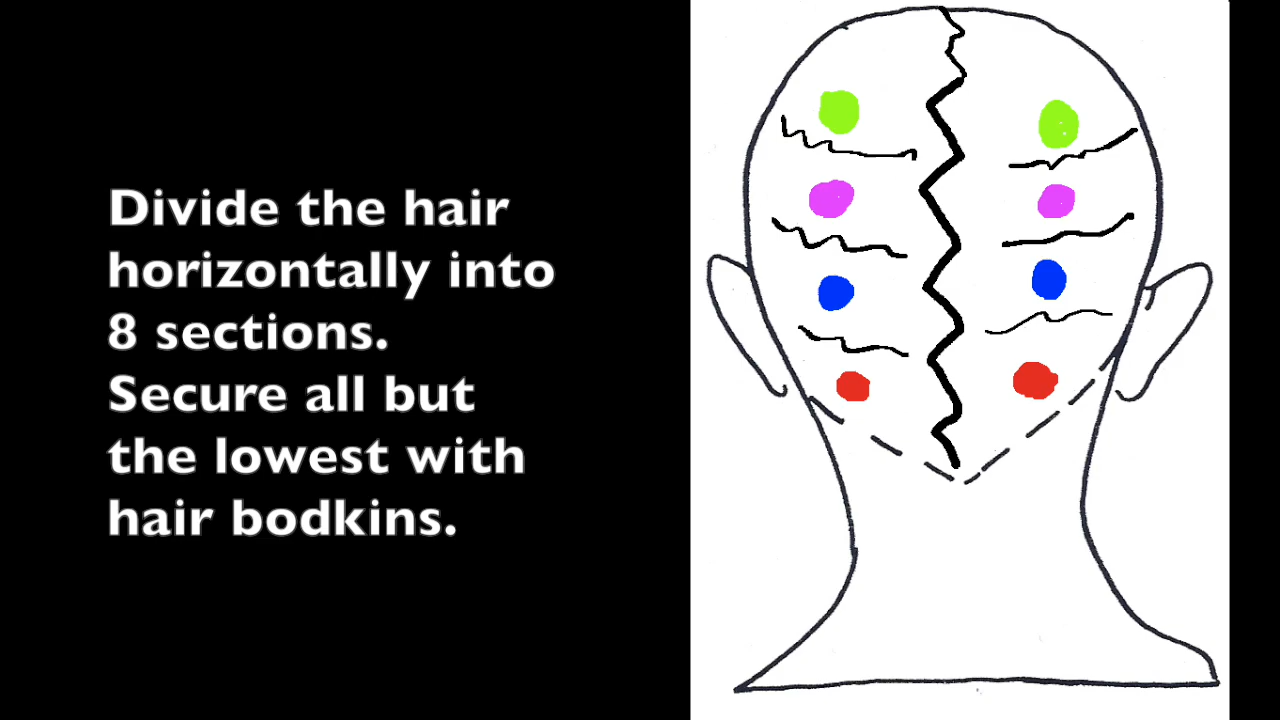 Divide the hair
horizontally into
8 sections.
Secure all but
the lowest with
hair bodkins.